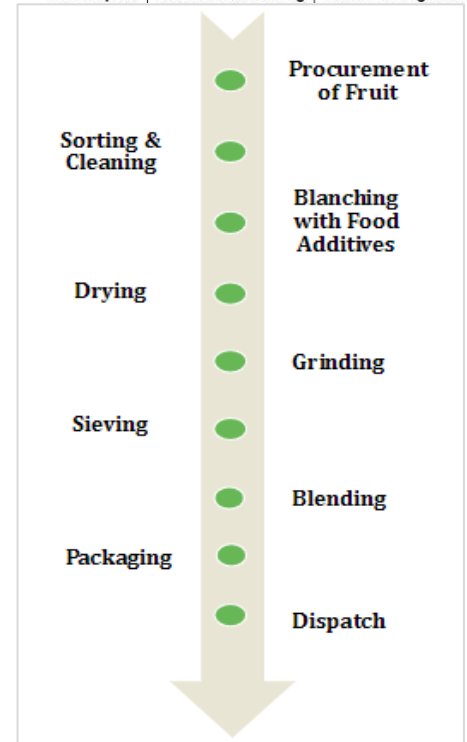 Procurement
of Fruit
Sorting &
Cleaning
Blanching
with Food
Additives
Drying
Grinding
Sieving
Blending
Packaging
Dispatch